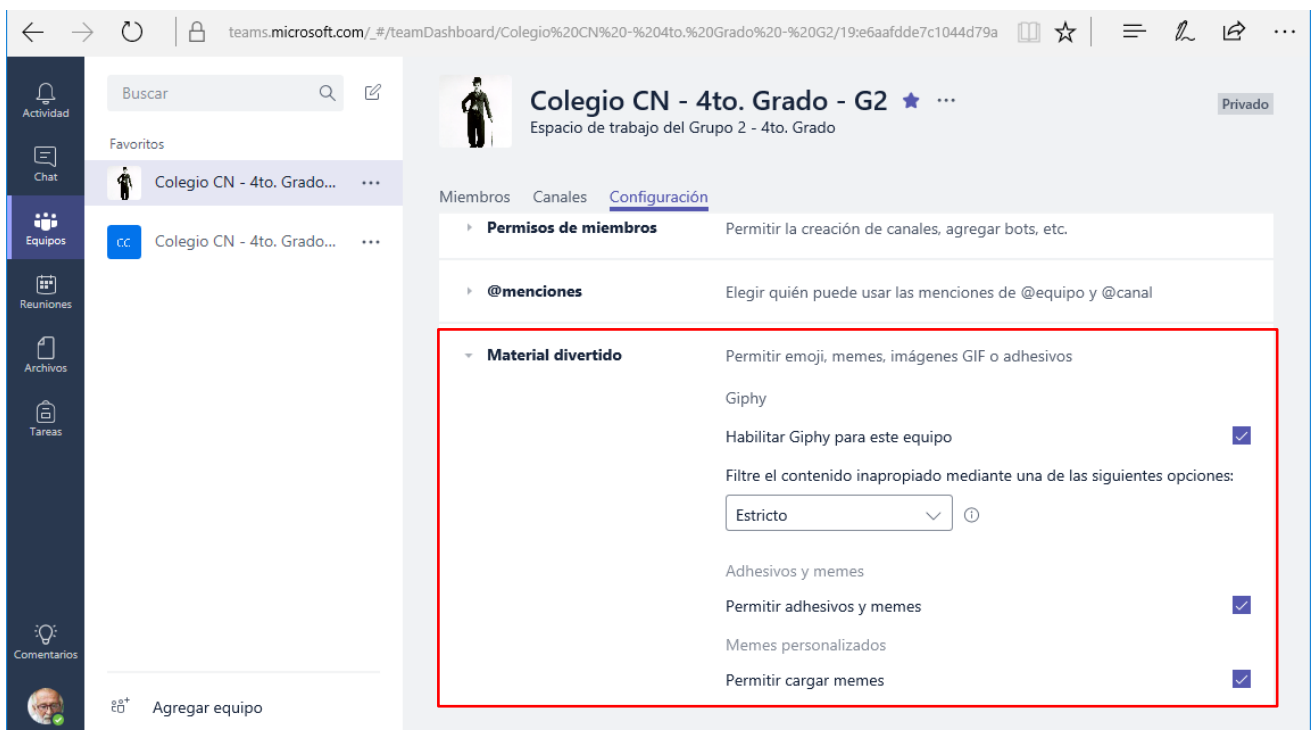 teams.microsoft.com/_#/teamDashboard/Colegio%20CN%20-%204to.%20Grado%20-%20G2/19:e6aafdde7c1044d79a
Actividad
Chat
Equipos
Reuniones
Archivos
Tareas
Comentarios
Buscar
Favoritos
Colegio CN - 4to. Grado... ...
CC Colegio CN - 4to. Grado... ...
Agregar equipo
Colegio CN - 4to. Grado - G2 ...
Espacio de trabajo del Grupo 2 - 4to. Grado
Privado
Miembros Canales Configuración
Permisos de miembros Permitir la creación de canales, agregar bots, etc.
@menciones Elegir quién puede usar las menciones de @equipo y @canal
Material divertido Permitir emoji, memes, imágenes GIF o adhesivos
Giphy
Habilitar Giphy para este equipo
Filtre el contenido inapropiado mediante una de las siguientes opciones:
Estricto
Adhesivos y memes
Permitir adhesivos y memes
Memes personalizados
Permitir cargar memes